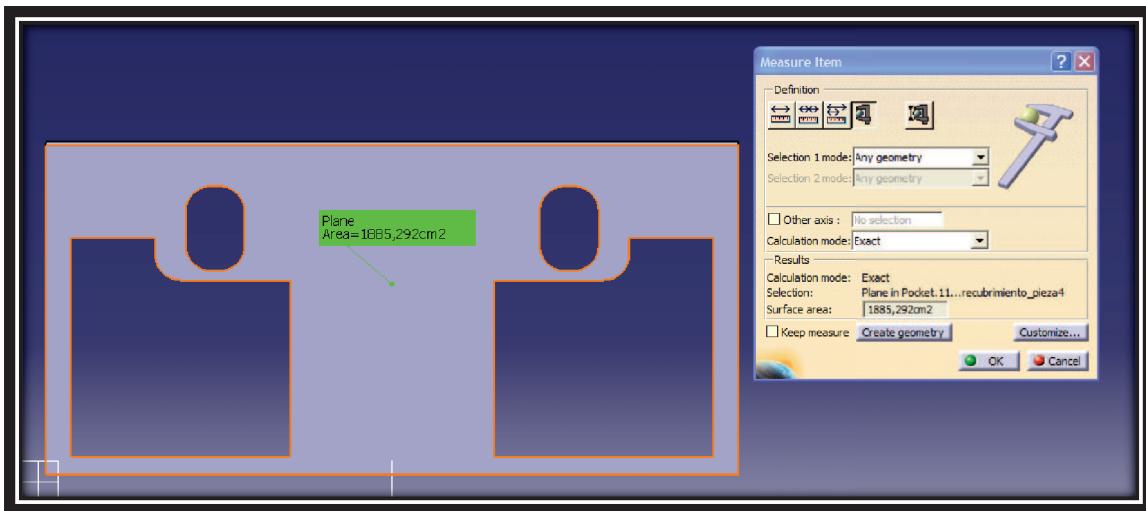 Plane
Area=1885,292cm2
Measure Item
Definition
Selection 1 mode: Any geometry
Selection 2 mode: Any geometry
Other axis : No selection
Calculation mode: Exact
Results
Calculation mode: Exact
Selection: Plane in Pocket.11...recubrimiento_pieza4
Surface area: 1885,292cm2
Keep measure Create geometry Customize...
OK Cancel